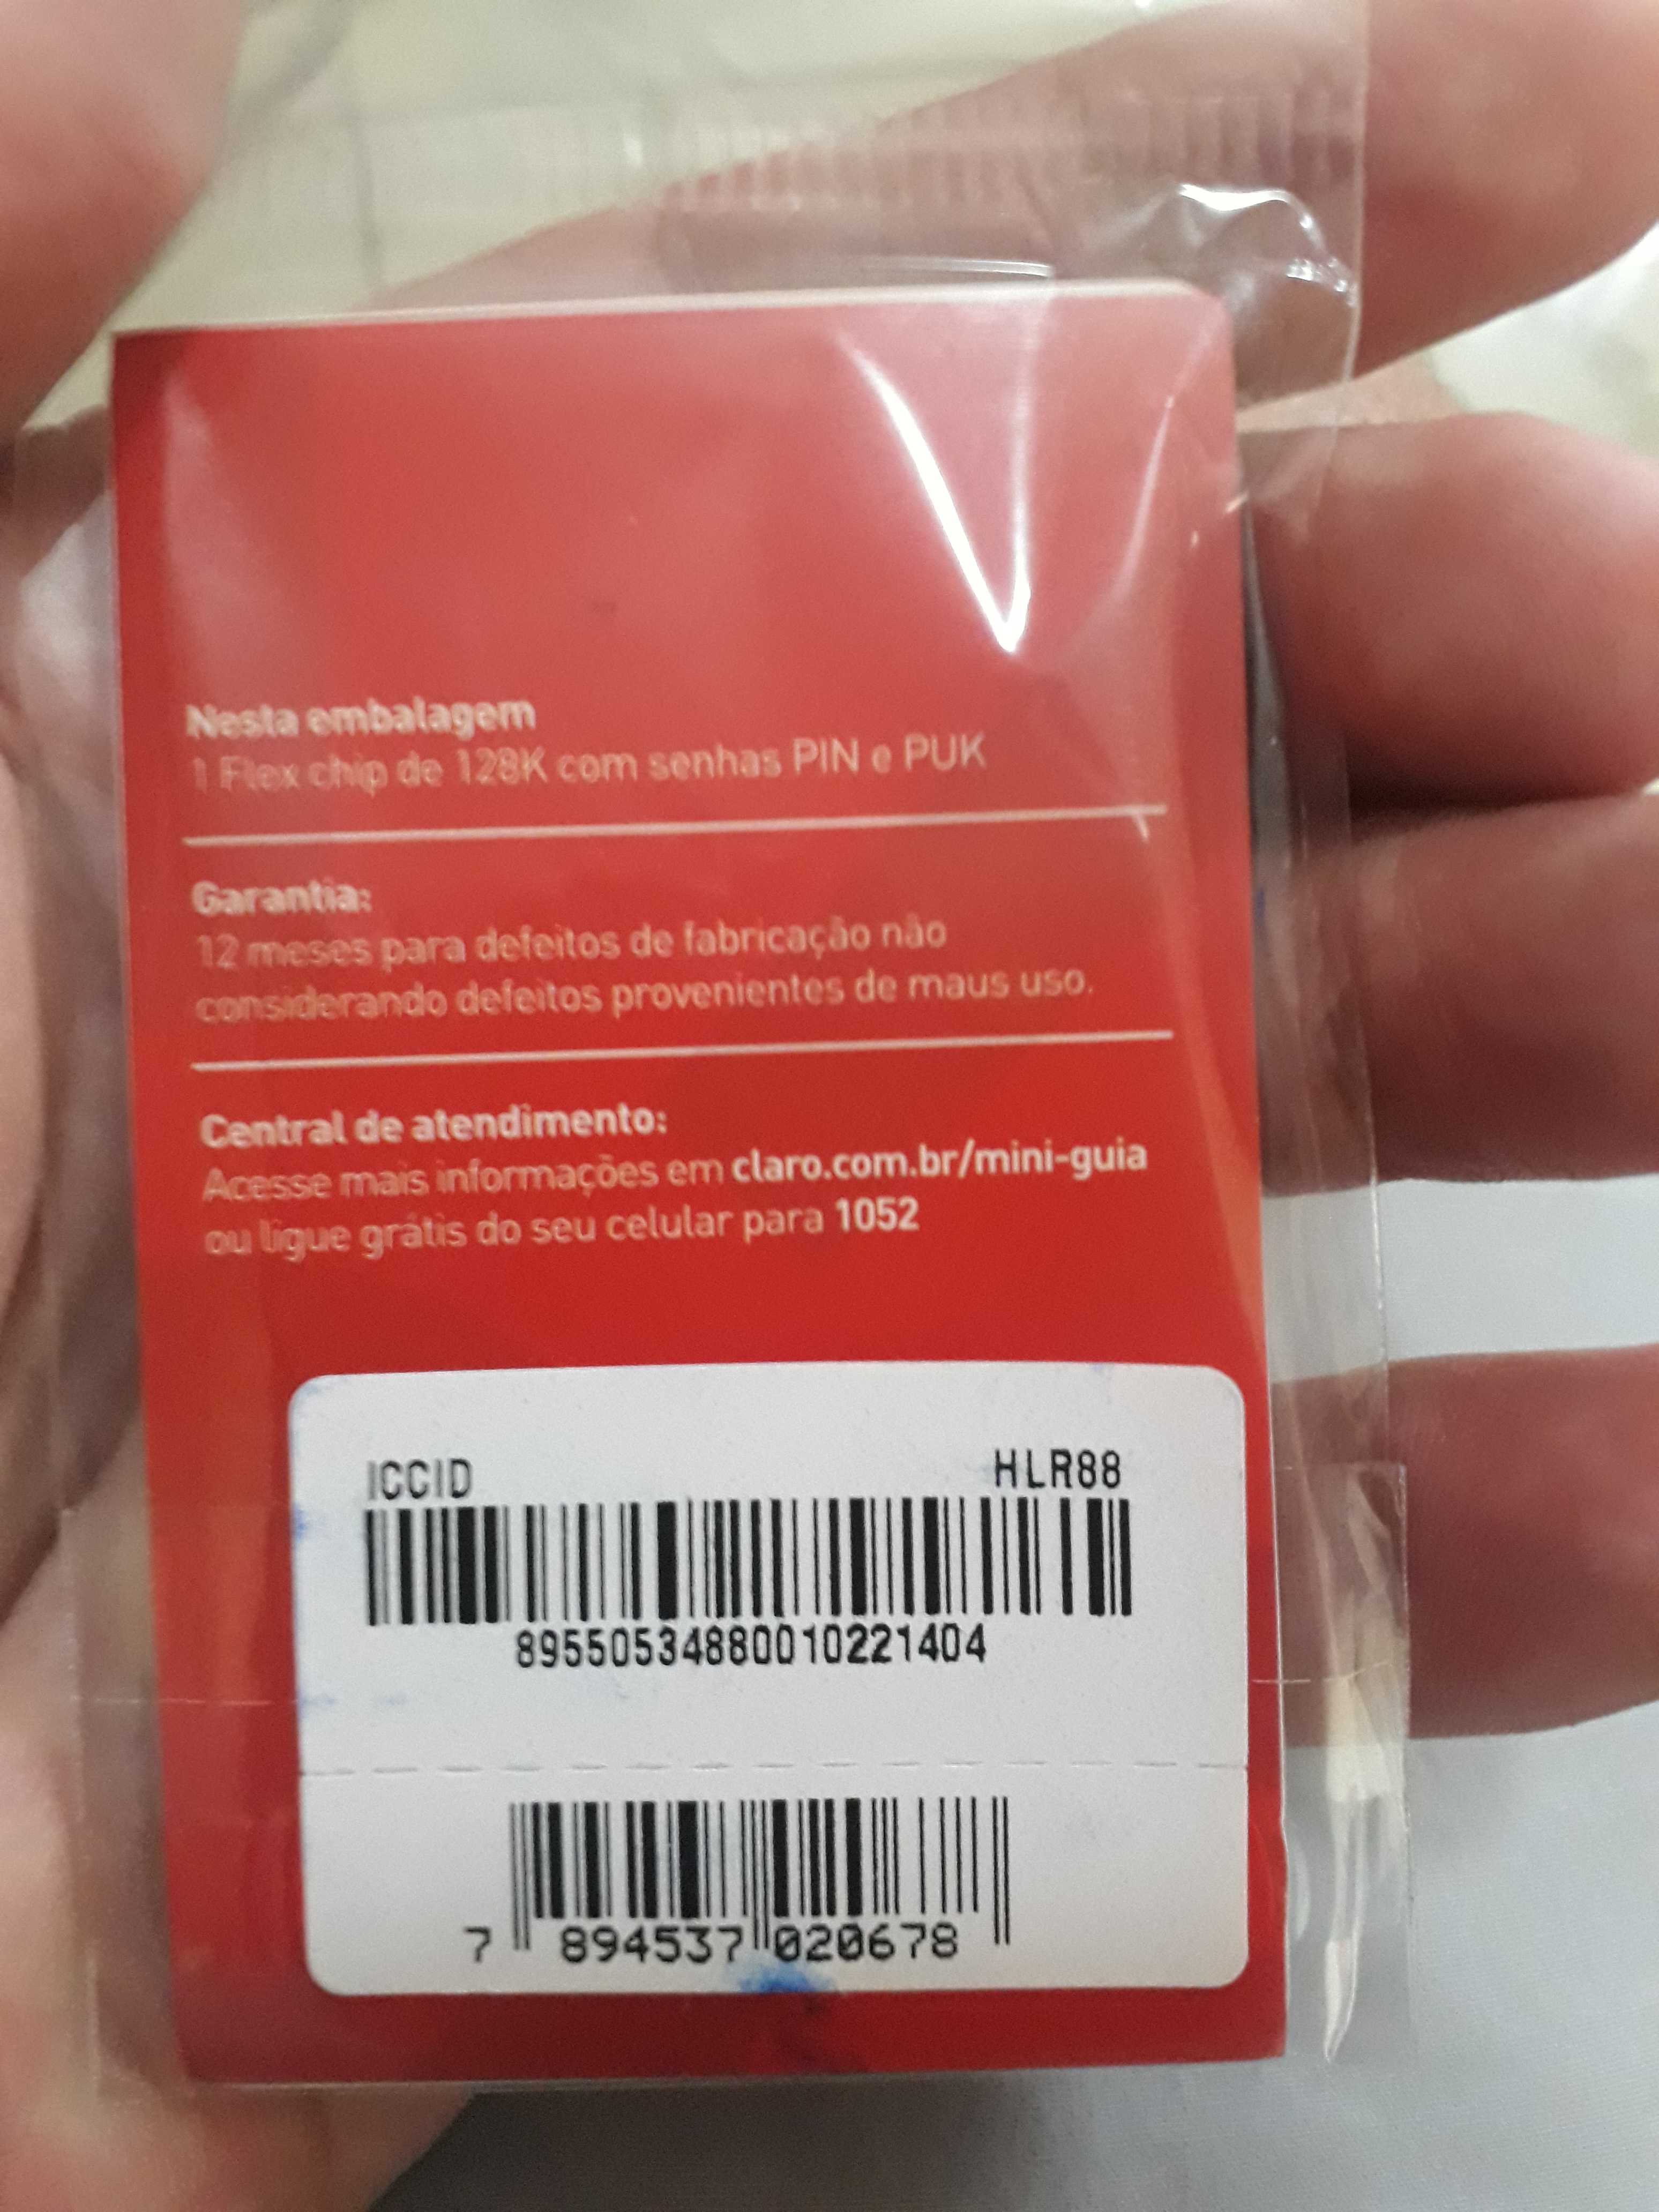 Nesta embalagem
1 Flex chip de 128K com senhas PIN e PUK
Garantia:
12 meses para defeitos de fabricação não
considerando defeitos provenientes de maus uso.
Central de atendimento:
Acesse mais informações em claro.com.br/mini-guia
ou ligue grátis do seu celular para 1052
ICCID HLR88
89550534880010221404
7 894537 020678